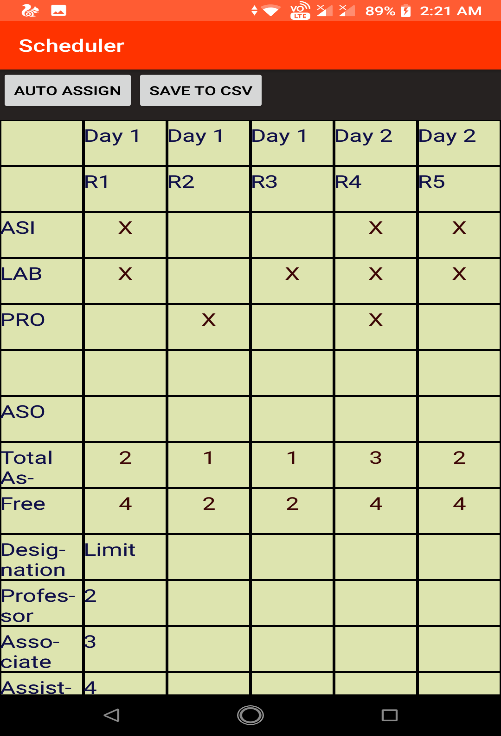 VO
LTE
89% 2:21 AM
Scheduler
AUTO ASSIGN SAVE TO CSV
Day 1 Day 1 Day 1 Day 2 Day 2
R1 R2 R3 R4 R5
ASI X X X
LAB X X X X
PRO X X
ASO
Total
As- 2 1 1 3 2
Free 4 2 2 4 4
Desig- Limit
nation
Profes- 2
sor
Asso- 3
ciate
Assist- 4